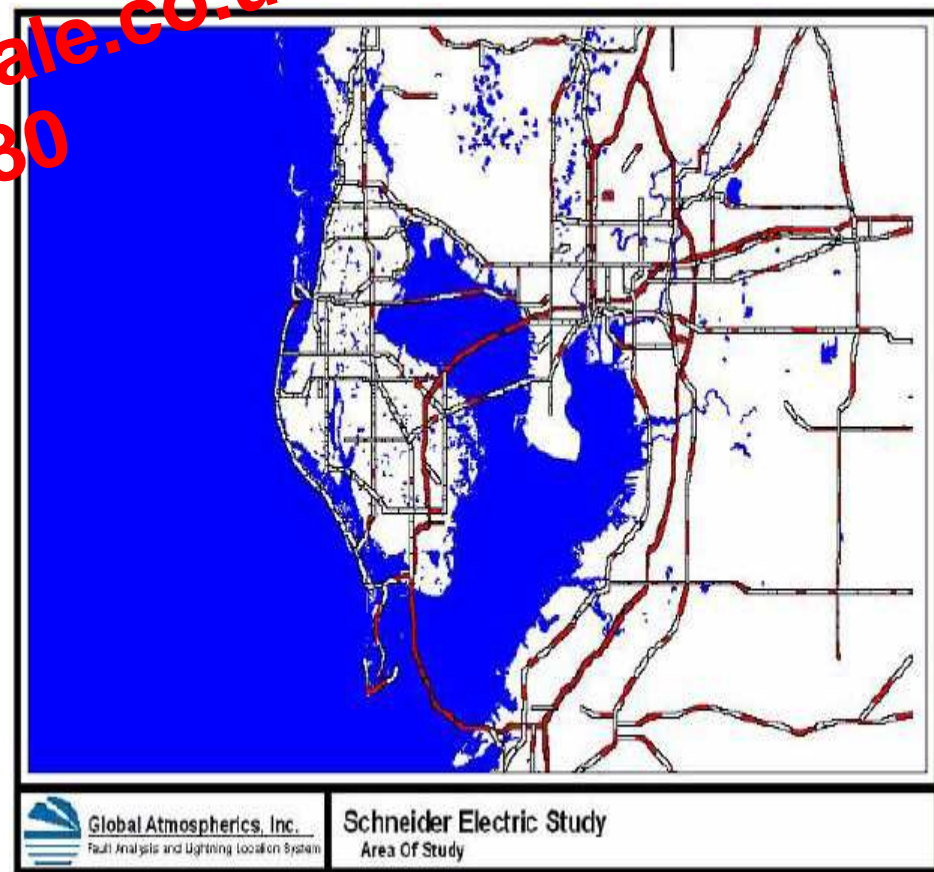 ale.co.u
30
Global Atmospherics, Inc.
Fault Analysis and Lightning Location System
Schneider Electric Study
Area Of Study